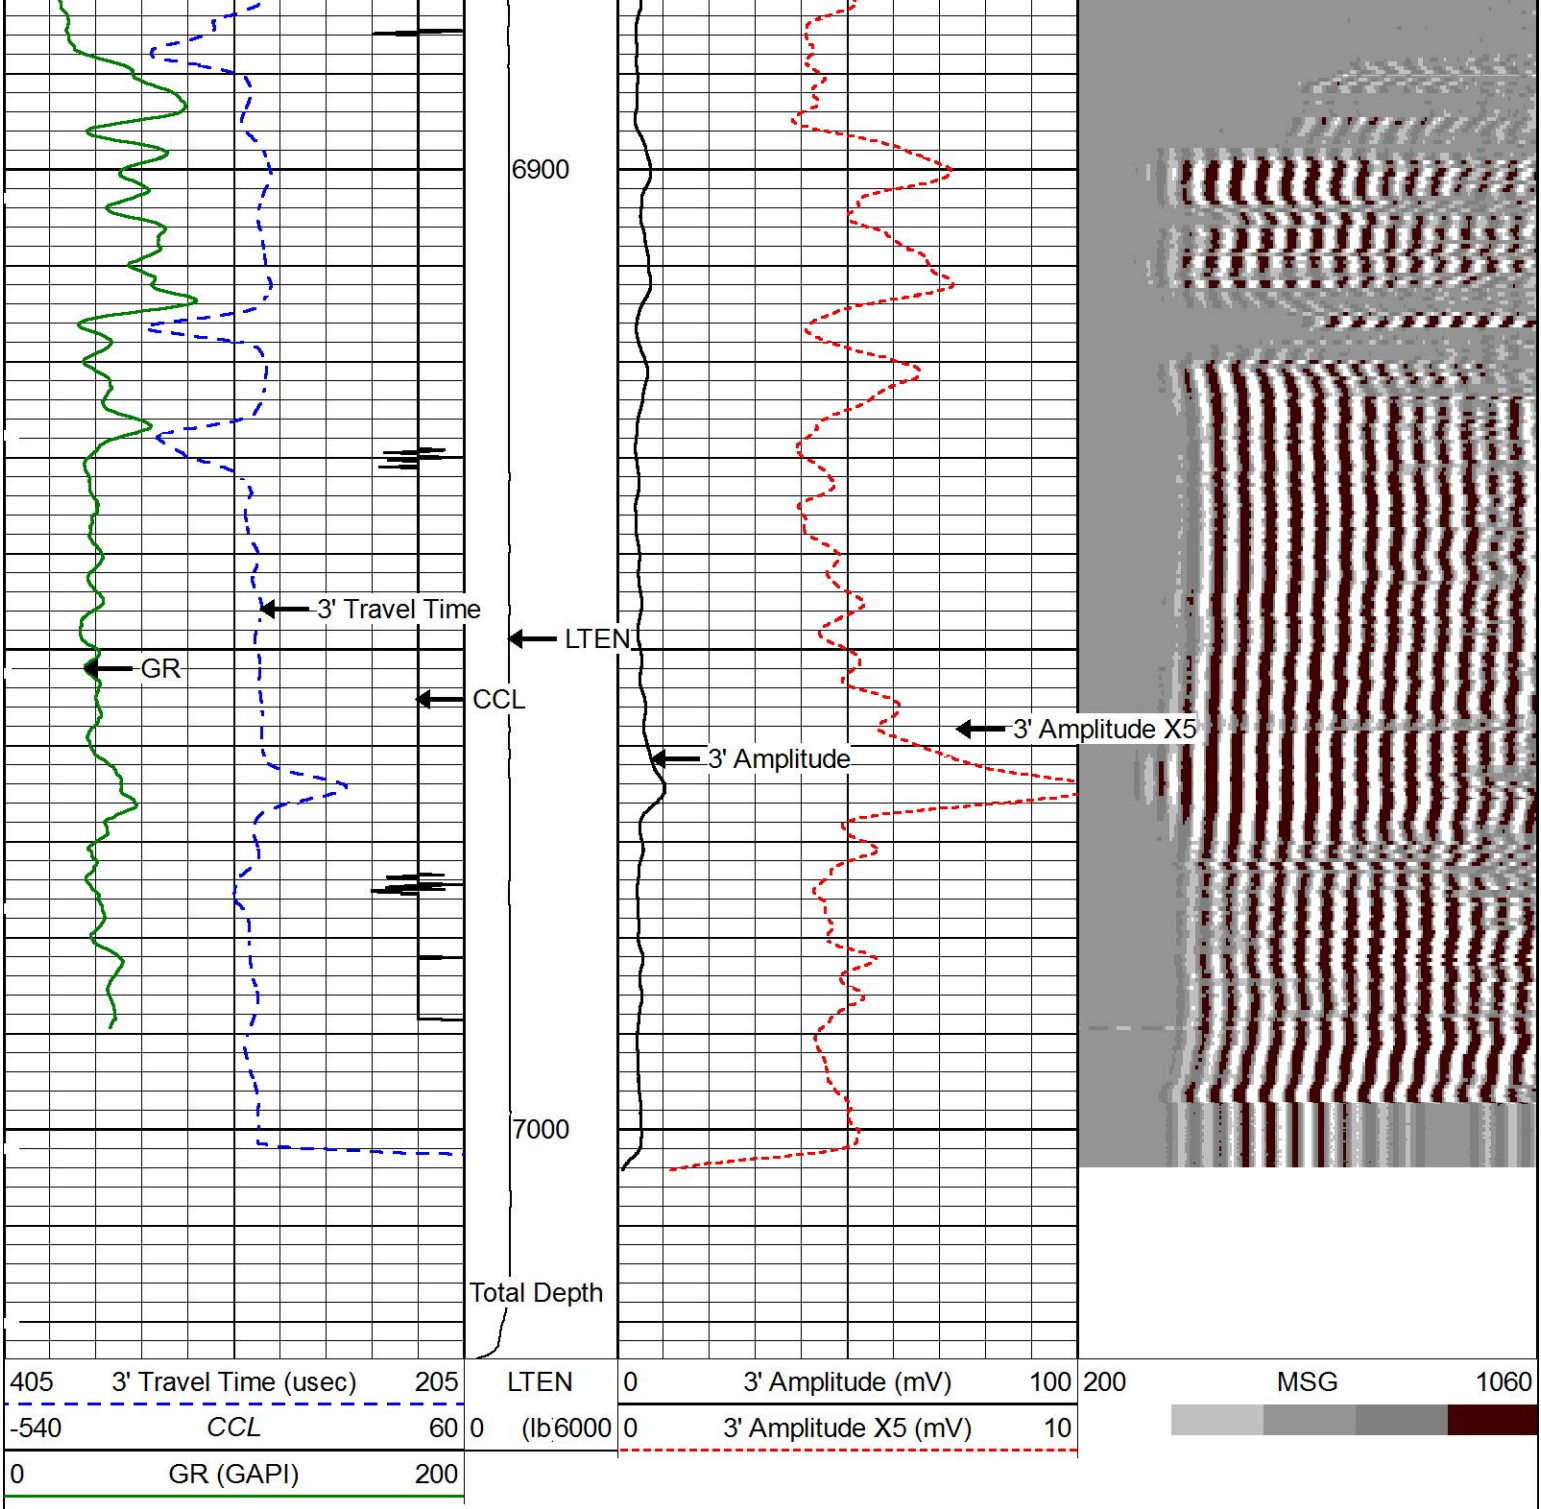 6900
3' Travel Time
LTEN
GR
CCL
3' Amplitude X5
3' Amplitude
7000
Total Depth
405 3' Travel Time (usec) 205
LTEN
0 3' Amplitude (mV) 100
200 MSG 1060
-540 CCL 60
0 (lb 6000
0 3' Amplitude X5 (mV) 10
0 GR (GAPI) 200